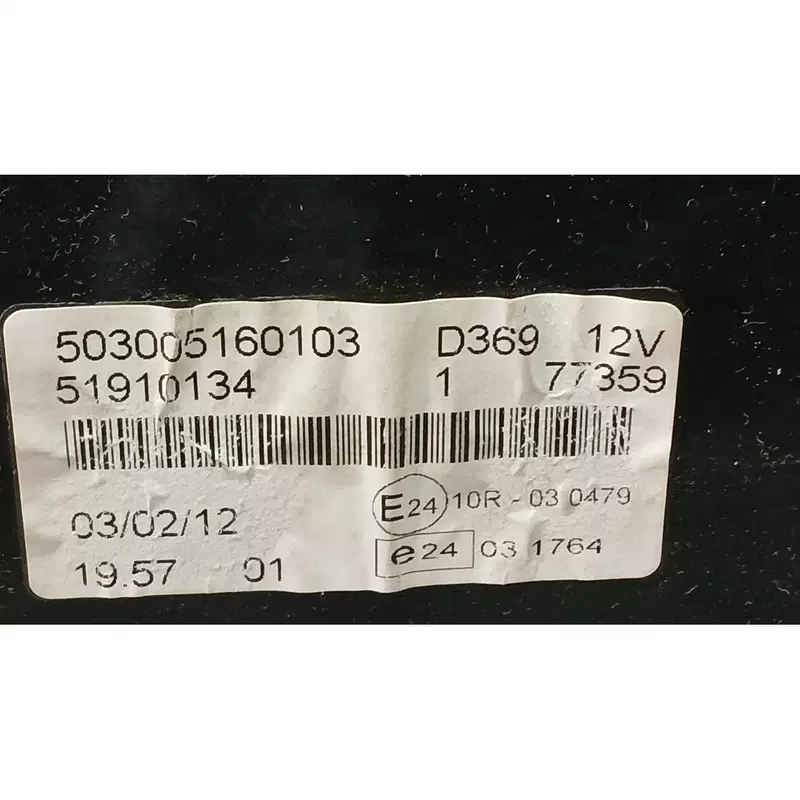 503005160103 D369 12V
51910134 1 77359
03/02/12 E24 10R - 03 0479
19.57 01 e24 03 1764